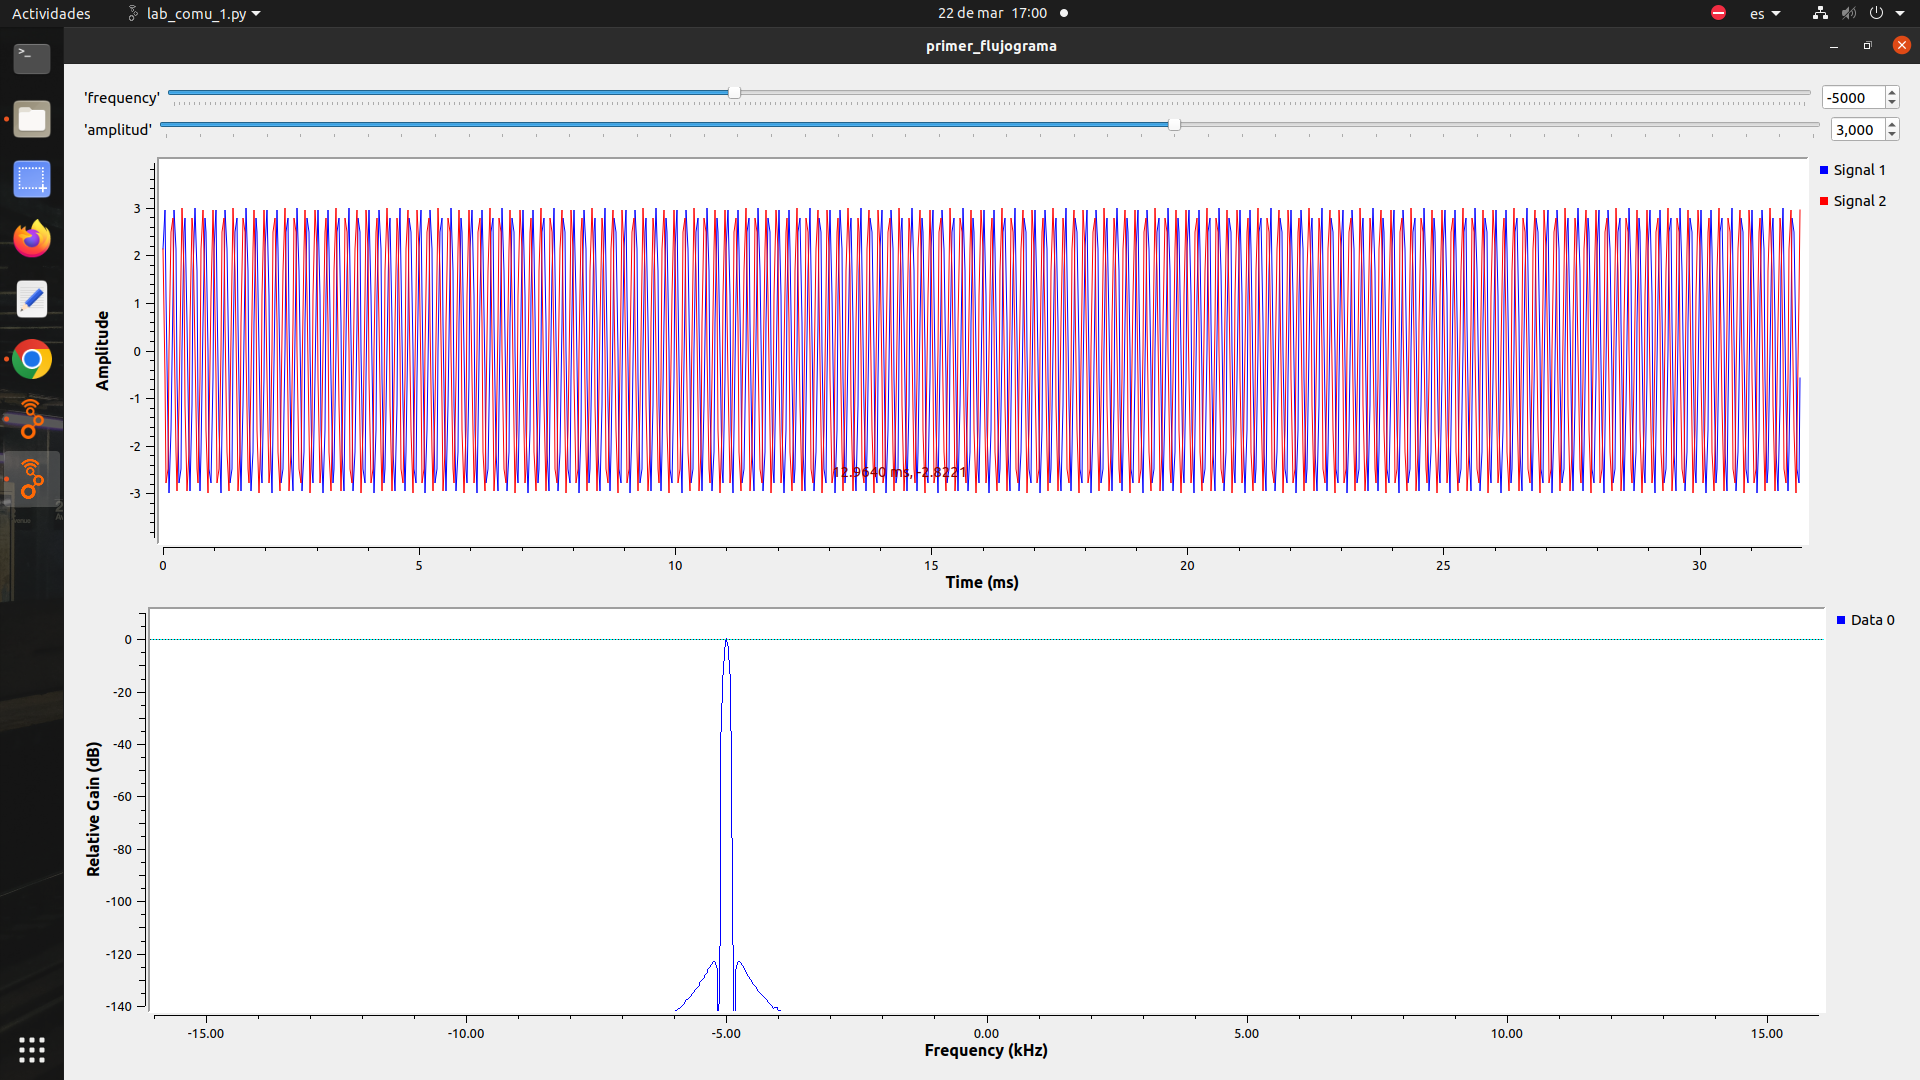 Actividades lab_comu_1.py 22 de mar 17:00 es
primer_flujograma
'frequency' -5000
'amplitud' 3,000
Signal 1
Signal 2
3
2
1
0
-1
-2
-3
Amplitude
12.9640 ms, -2.8221
0 5 10 15 20 25 30
Time (ms)
Data 0
0
-20
-40
-60
-80
-100
-120
-140
Relative Gain (dB)
-15.00 -10.00 -5.00 0.00 5.00 10.00 15.00
Frequency (kHz)